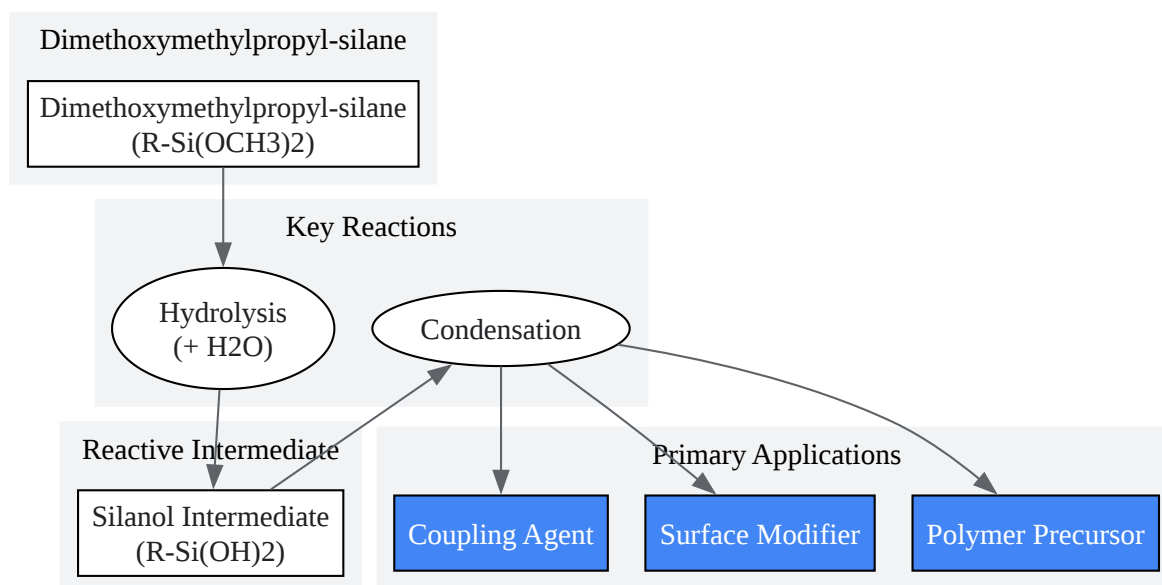 Dimethoxymethylpropyl-silane
Dimethoxymethylpropyl-silane
(R-Si(OCH3)2)
Key Reactions
Hydrolysis
(+ H2O)
Condensation
Reactive Intermediate
Silanol Intermediate
(R-Si(OH)2)
Primary Applications
Coupling Agent
Surface Modifier
Polymer Precursor